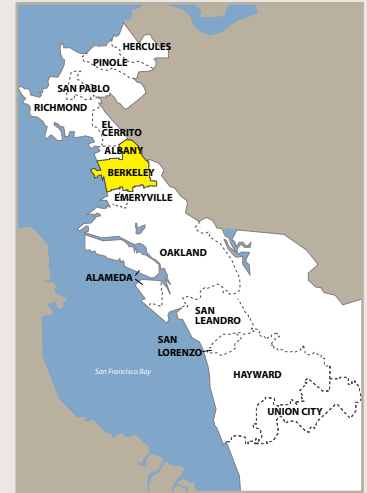 HERCULES
PINOLE
SAN PABLO
RICHMOND
EL
CERRITO
ALBANY
BERKELEY
EMERYVILLE
OAKLAND
ALAMEDA
SAN
LEANDRO
SAN
LORENZO
San Francisco Bay
HAYWARD
UNION CITY